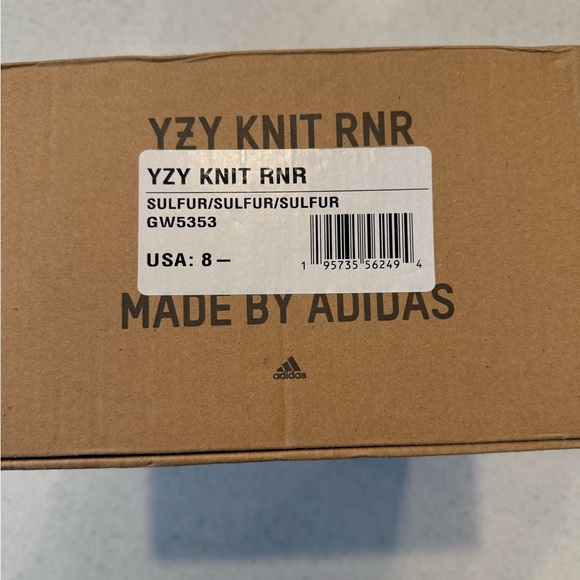 YZY KNIT RNR
YZY KNIT RNR
SULFUR/SULFUR/SULFUR
GW5353
USA: 8–
1 95735 56249 4
MADE BY ADIDAS
adidas